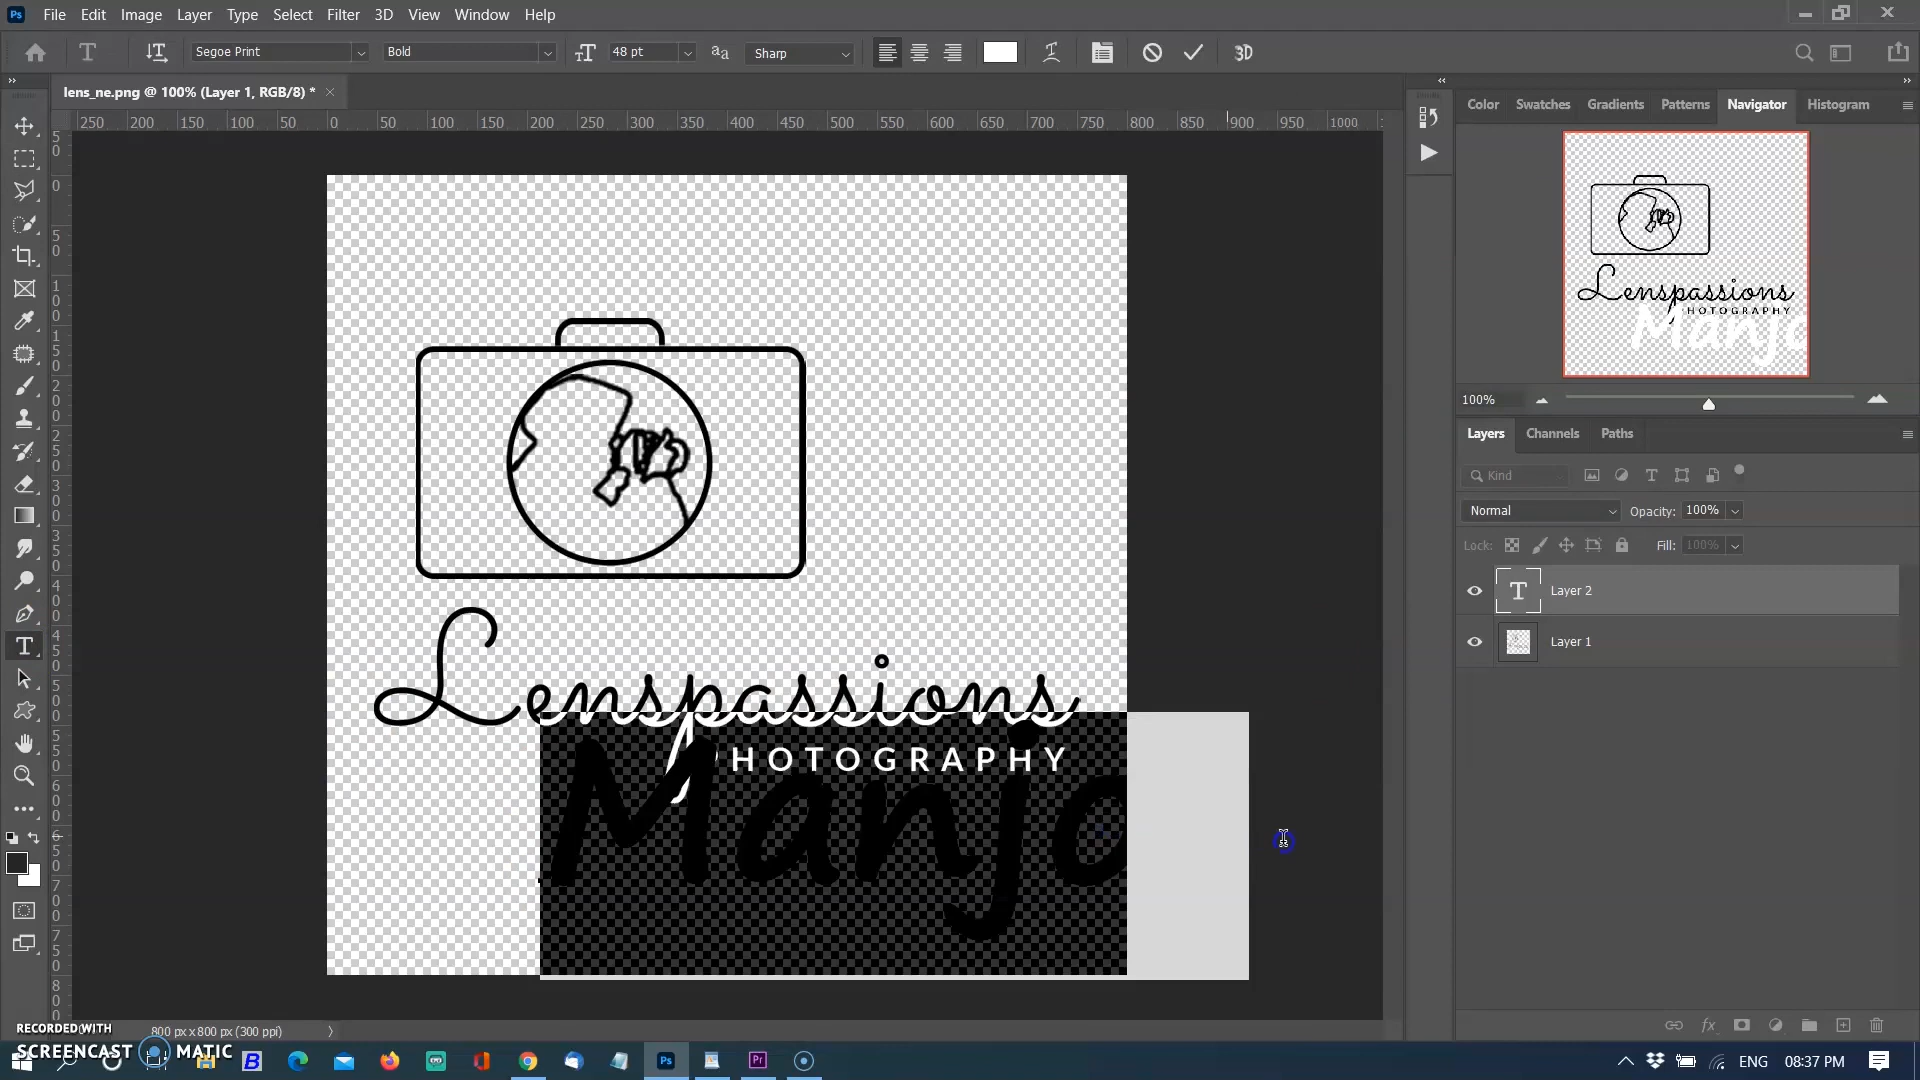 File Edit Image Layer Type Select Filter 3D View Window Help
Segoe Print Bold 48 pt Sharp 3D
lens_ne.png @ 100% (Layer 1, RGB/8) *
Color Swatches Gradients Patterns Navigator Histogram
250 200 150 100 50 0 50 100 150 200 250 300 350 400 450 500 550 600 650 700 750 800 850 900 950 1000
Lenspassions
PHOTOGRAPHY
Manjo
100%
Layers Channels Paths
Kind
Normal Opacity: 100%
Lock: Fill: 100%
T Layer 2
Layer 1
Lenspassions
HOTOGRAPHY
Manjo
800 px x 800 px (300 ppi)
RECORDED WITH
SCREENCAST MATIC
ENG 08:37 PM